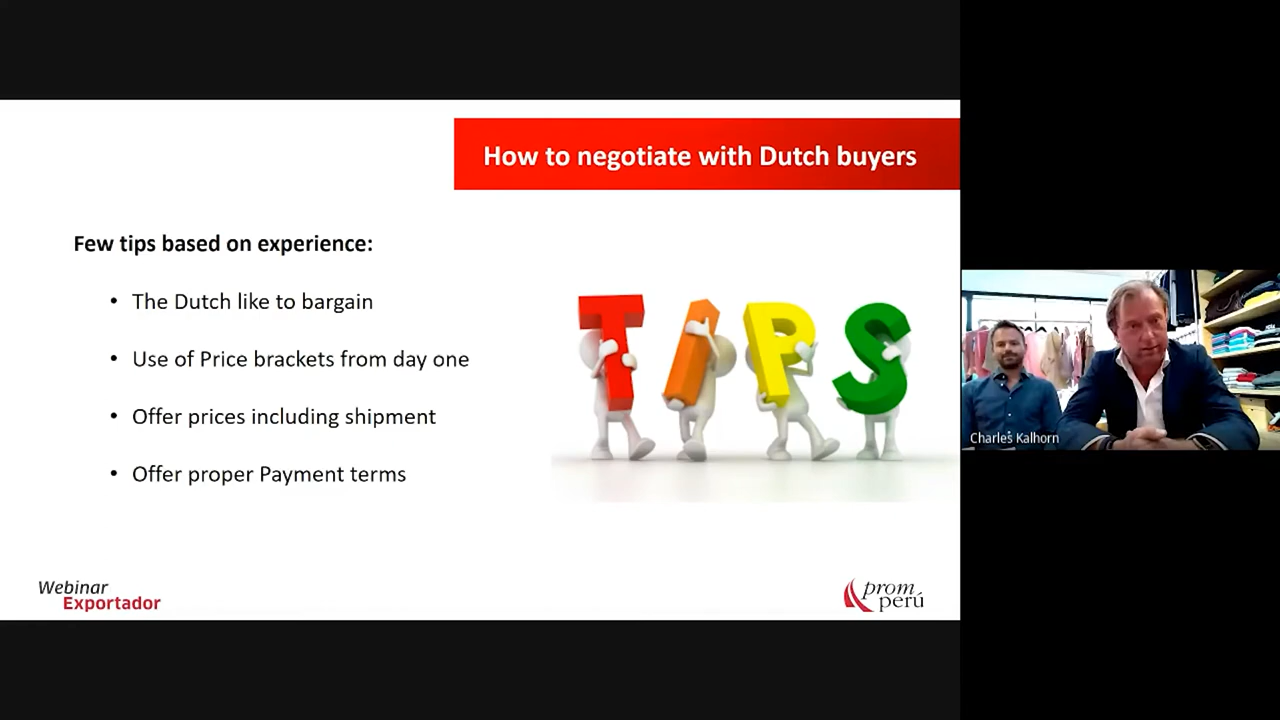 How to negotiate with Dutch buyers
Few tips based on experience:
• The Dutch like to bargain
• Use of Price brackets from day one
• Offer prices including shipment
• Offer proper Payment terms
TIPS
Webinar
Exportador
prom
perú
Charles Kalhorn